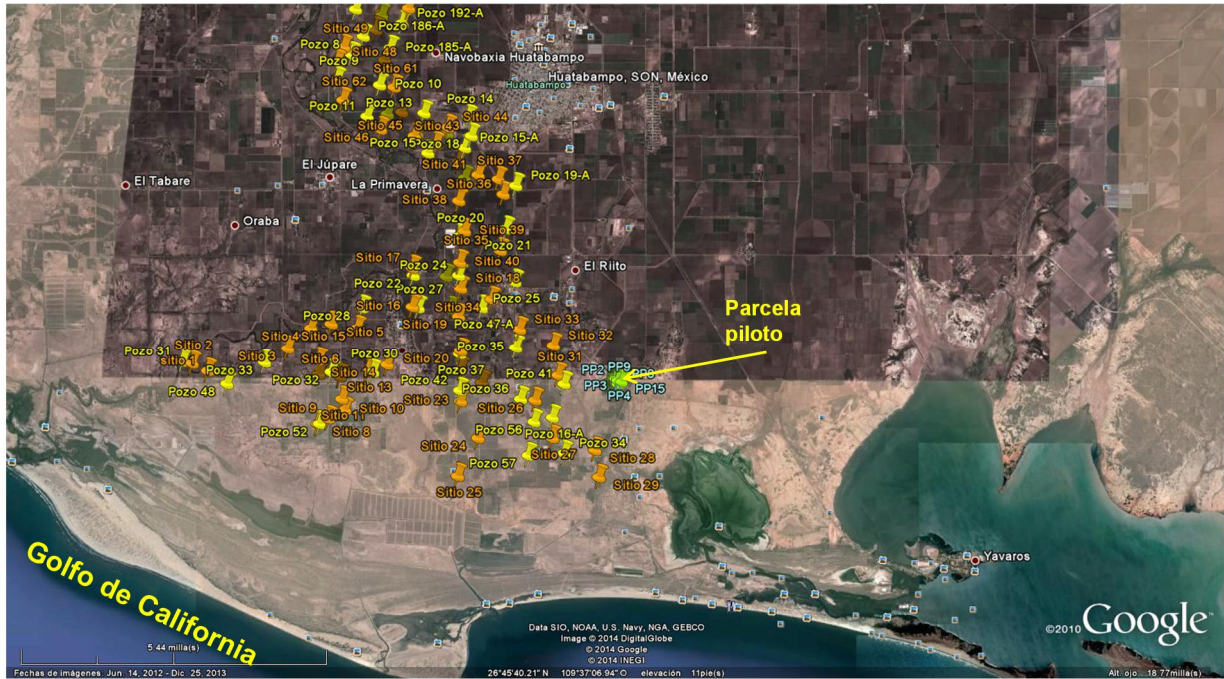 Pozo 192-A
Sitio 49
Pozo 186-A
Pozo 8
Sitio 48
Pozo 185-A
Pozo 9
Navobaxia Huatabampo
Sitio 61
Sitio 62
Pozo 10
Huatabampo, SON, México
Huatabampo
Pozo 11
Pozo 13
Pozo 14
Sitio 44
Sitio 46
Sitio 45
Sitio 43
Pozo 15
Pozo 18
Pozo 15-A
El Júpare
Sitio 41
Sitio 37
El Tabare
La Primavera
Sitio 36
Pozo 19-A
Sitio 38
Oraba
Pozo 20
Sitio 39
Sitio 35
Pozo 21
Sitio 17
Pozo 24
Sitio 40
El Riito
Pozo 22
Pozo 27
Sitio 18
Sitio 16
Sitio 34
Pozo 25
Parcela
piloto
Pozo 28
Sitio 5
Sitio 19
Pozo 47-A
Sitio 33
Sitio 4
Sitio 15
Sitio 32
Pozo 31
Sitio 2
Sitio 3
Sitio 6
Pozo 30
Sitio 20
Pozo 35
Sitio 31
sitio 1
Pozo 33
Sitio 14
Pozo 37
PP2
PP9
Pozo 48
Pozo 32
Sitio 13
Pozo 42
Pozo 36
Pozo 41
PP3
PP15
PP4
Sitio 9
Sitio 11
Sitio 10
Sitio 23
Sitio 26
Pozo 52
Sitio 8
Sitio 24
Pozo 56
Pozo 16-A
Pozo 34
Pozo 57
Sitio 27
Sitio 28
Sitio 25
Sitio 29
Yavaros
Golfo de California
5.44 milla(s)
Data SIO, NOAA, U.S. Navy, NGA, GEBCO
Image © 2014 DigitalGlobe
© 2014 Google
© 2014 INEGI
©2010 Google
Fechas de imágenes: Jun. 14, 2012 - Dic. 25, 2013
26°45'40.21" N 109°37'06.94" O elevación 11pie(s)
Alt. ojo 18.77milla(s)